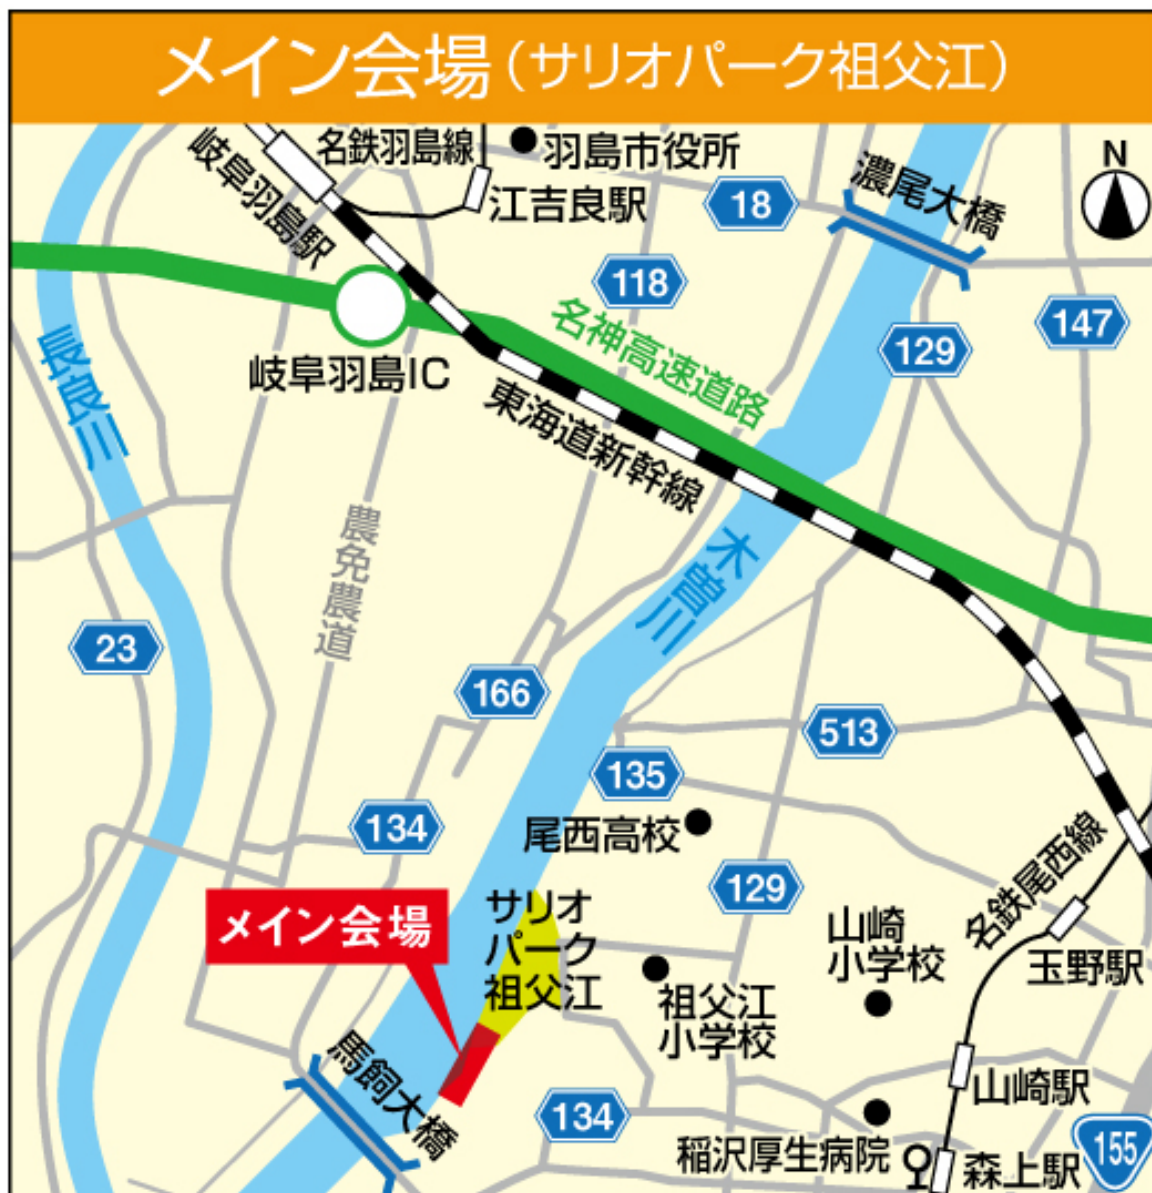 メイン会場(サリオパーク祖父江)
名鉄羽島線
羽島市役所
岐阜羽島駅
江吉良駅
18
濃尾大橋
N
118
147
129
名神高速道路
長良川
岐阜羽島IC
東海道新幹線
農免農道
木曽川
23
166
513
135
134
尾西高校
129
名鉄尾西線
サリオ
パーク
祖父江
メイン会場
山崎
小学校
玉野駅
祖父江
小学校
馬飼大橋
山崎駅
134
稲沢厚生病院
森上駅
155